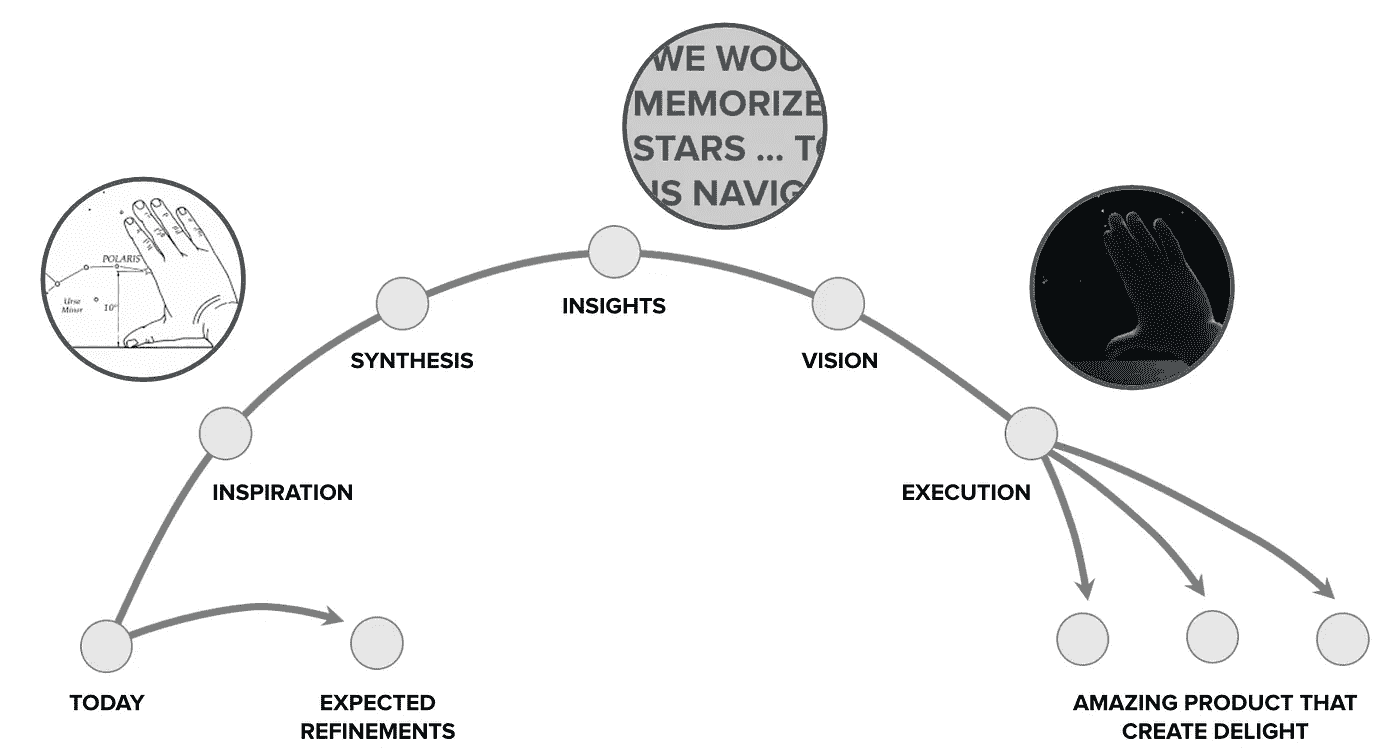 WE WOU
MEMORIZE
STARS ... TO
IS NAVIG
POLARIS
Ursa
Minor
10°
INSIGHTS
SYNTHESIS
VISION
INSPIRATION
EXECUTION
TODAY
EXPECTED
REFINEMENTS
AMAZING PRODUCT THAT
CREATE DELIGHT